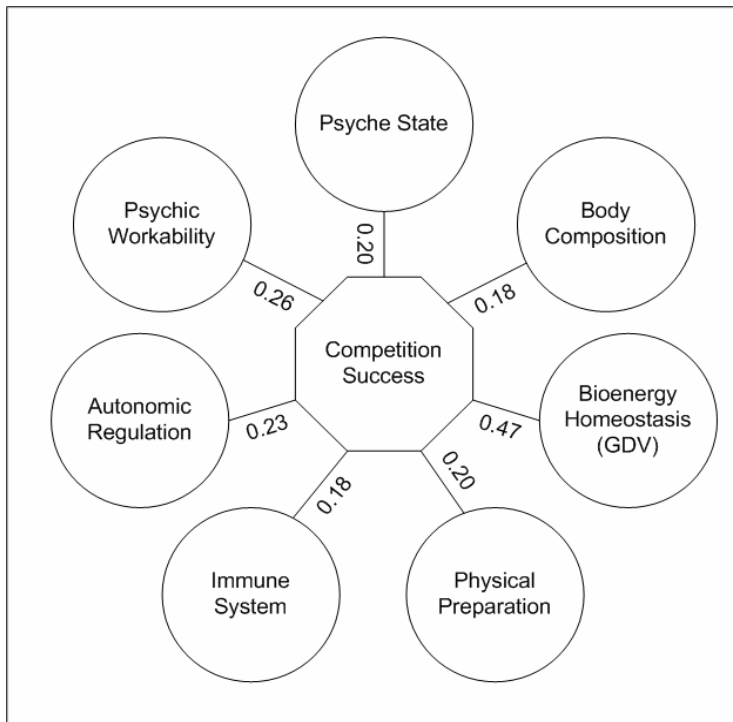 Psyche State
0.20
Psychic
Workability
0.26
Body
Composition
0.18
Competition
Success
Autonomic
Regulation
0.23
Bioenergy
Homeostasis
(GDV)
0.47
Immune
System
0.18
Physical
Preparation
0.20